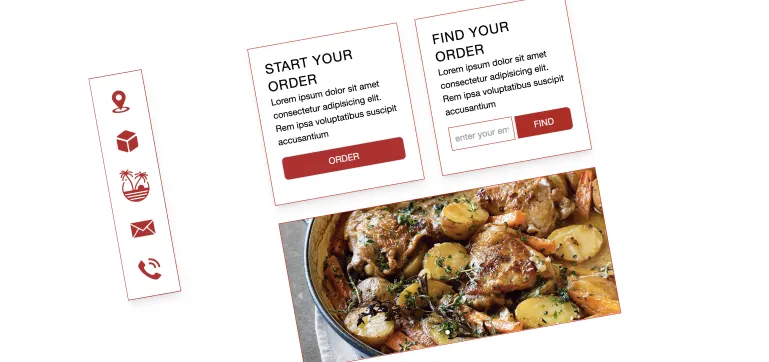 START YOUR
ORDER
Lorem ipsum dolor sit amet
consectetur adipisicing elit.
Rem ipsa voluptatibus suscipit
accusantium
ORDER
FIND YOUR
ORDER
Lorem ipsum dolor sit amet
consectetur adipisicing elit.
Rem ipsa voluptatibus suscipit
accusantium
enter your em
FIND